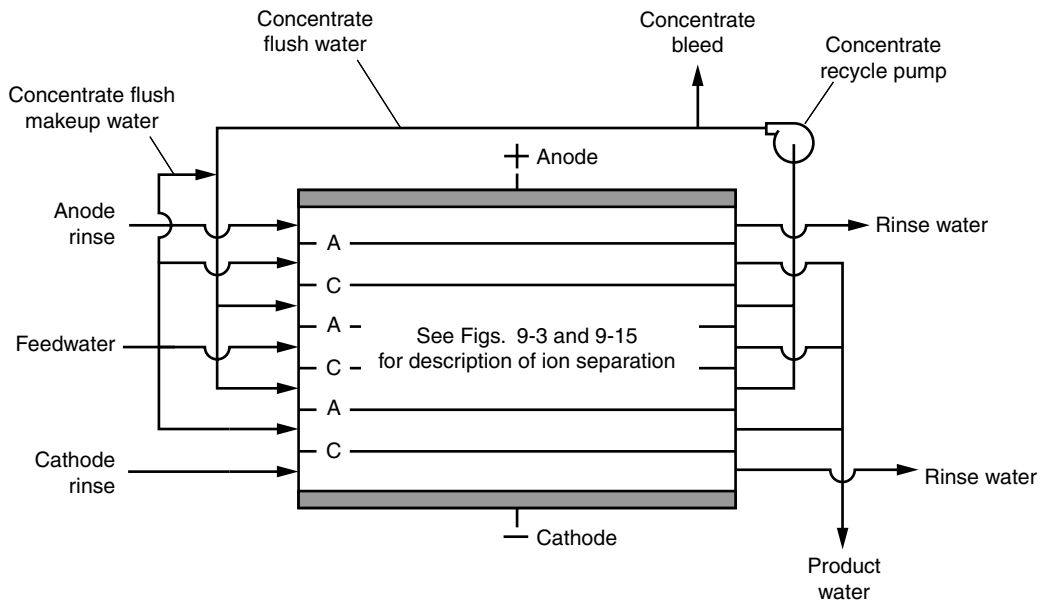 Concentrate
flush water
Concentrate
bleed
Concentrate
recycle pump
Concentrate flush
makeup water
+ Anode
Anode
rinse
Rinse water
A
C
A
See Figs. 9-3 and 9-15
for description of ion separation
Feedwater
C
A
C
Cathode
rinse
Rinse water
− Cathode
Product
water